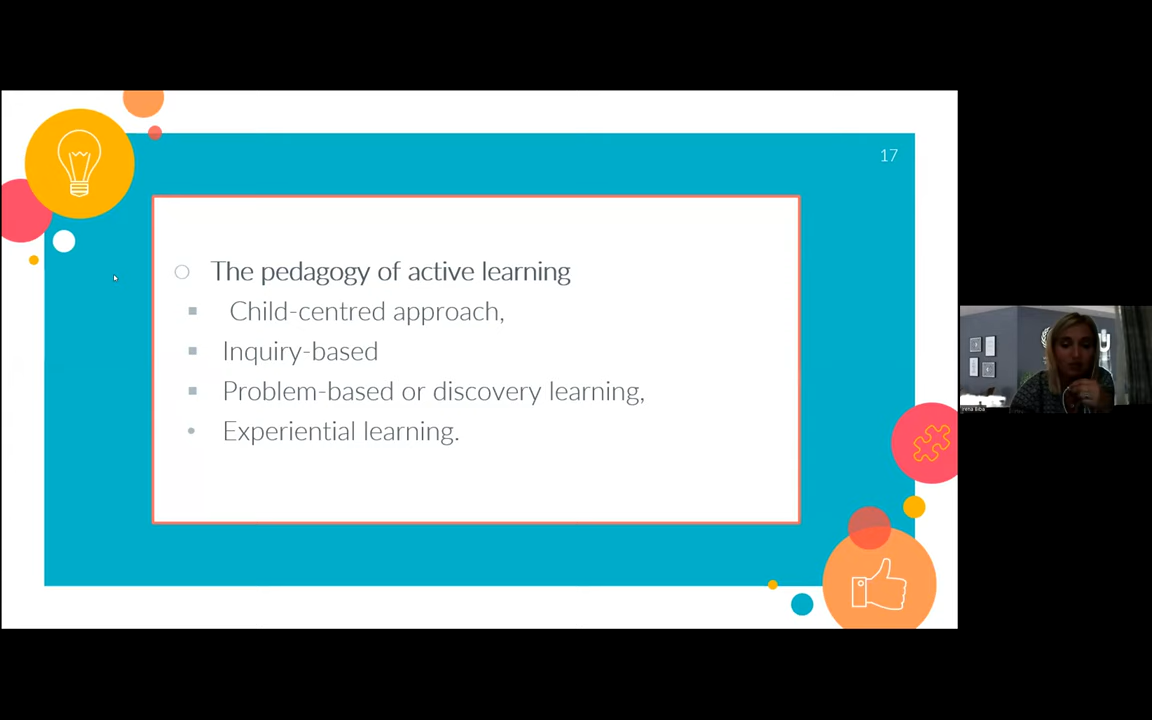 17
The pedagogy of active learning
Child-centred approach,
Inquiry-based
Problem-based or discovery learning,
Experiential learning.